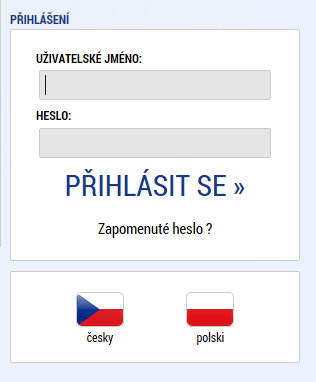 PŘIHLÁŠENÍ
UŽIVATELSKÉ JMÉNO:
HESLO:
PŘIHLÁSIT SE »
Zapomenuté heslo ?
česky
polski